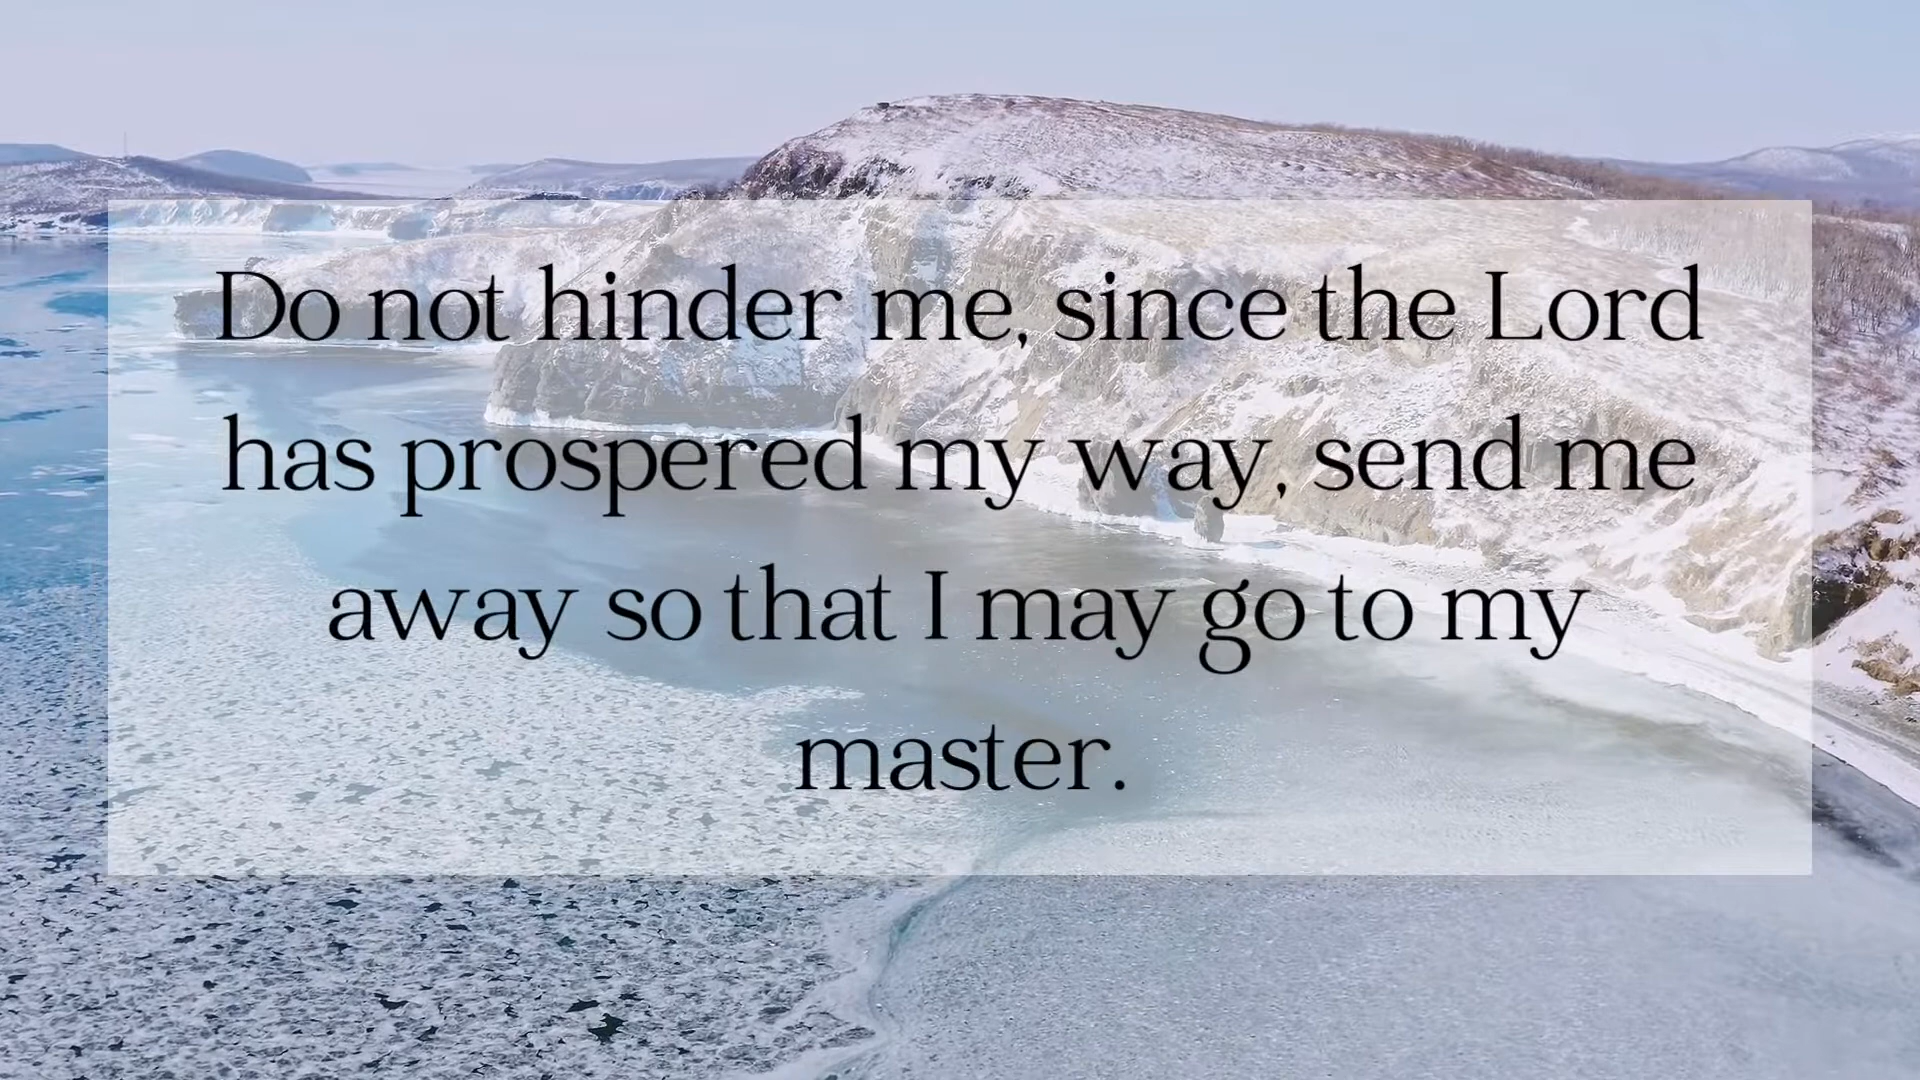 Do not hinder me, since the Lord
has prospered my way, send me
away so that I may go to my
master.